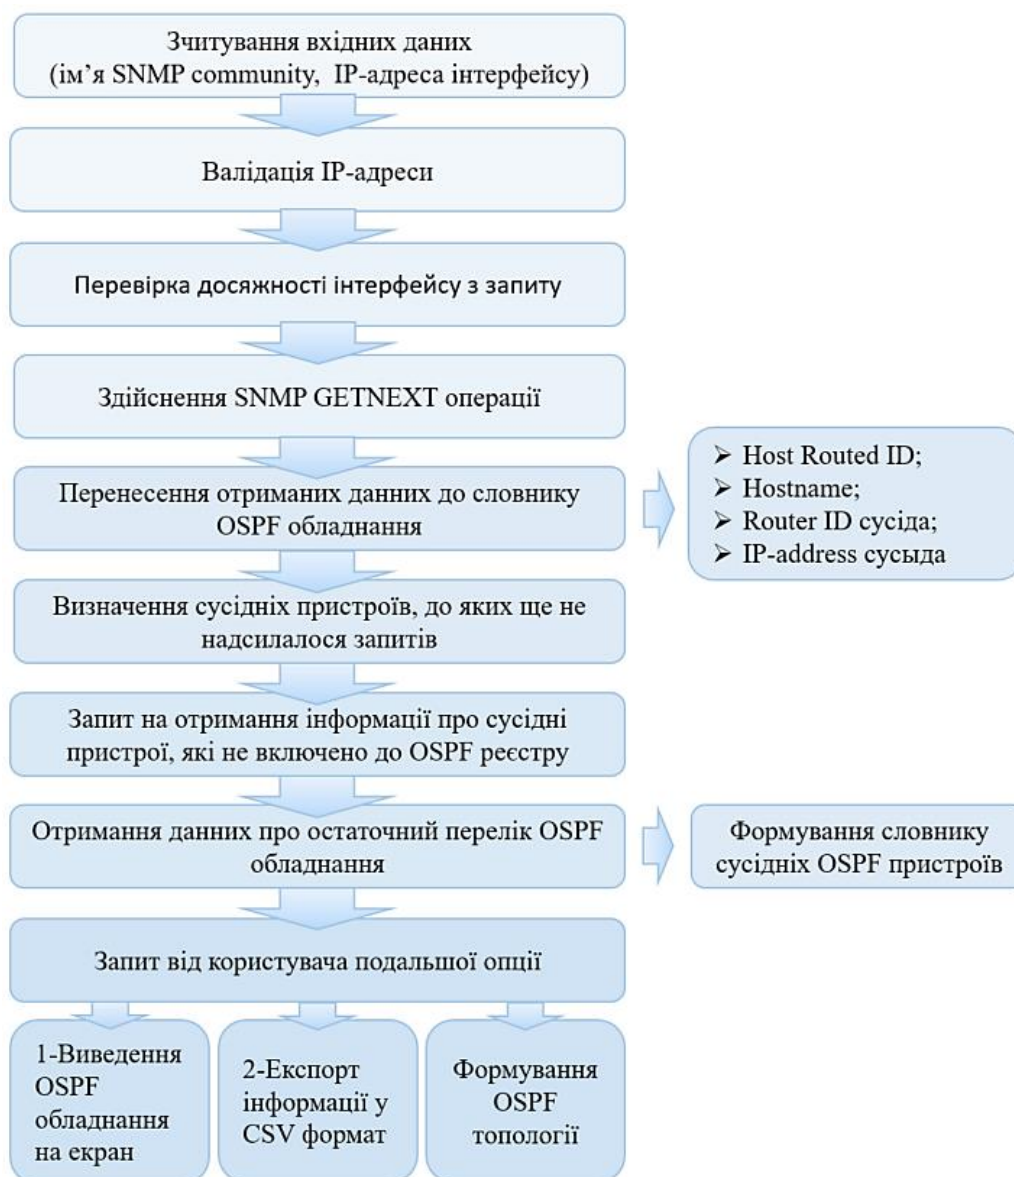 Зчитування вхідних даних
(ім’я SNMP community, IP-адреса інтерфейсу)
Валідація IP-адреси
Перевірка досяжності інтерфейсу з запиту
Здійснення SNMP GETNEXT операції
Перенесення отриманих данних до словнику
OSPF обладнання
➢ Host Routed ID;
➢ Hostname;
➢ Router ID сусіда;
➢ IP-address сусыда
Визначення сусідніх пристроїв, до яких ще не
надсилалося запитів
Запит на отримання інформації про сусідні
пристрої, які не включено до OSPF реєстру
Отримання данних про остаточний перелік OSPF
обладнання
Формування словнику
сусідніх OSPF пристроїв
Запит від користувача подальшої опції
1-Виведення
OSPF
обладнання
на екран
2-Експорт
інформації у
CSV формат
Формування
OSPF
топології